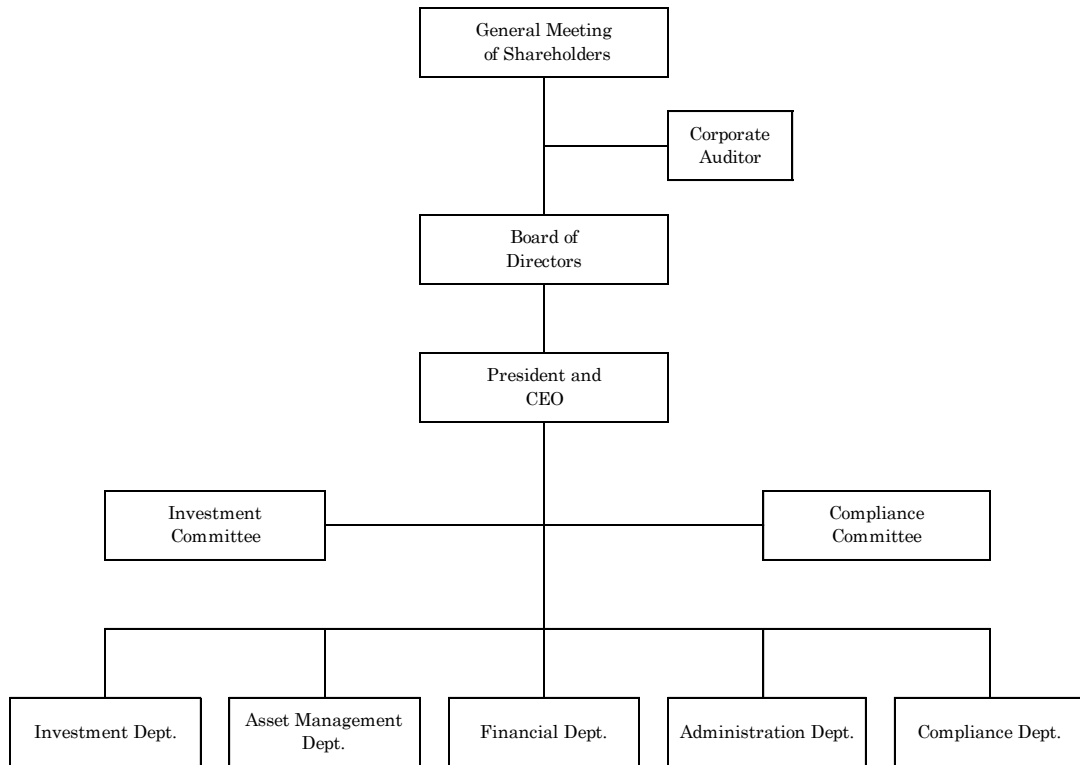 General Meeting
of Shareholders
Corporate
Auditor
Board of
Directors
President and
CEO
Investment
Committee
Compliance
Committee
Investment Dept.
Asset Management
Dept.
Financial Dept.
Administration Dept.
Compliance Dept.